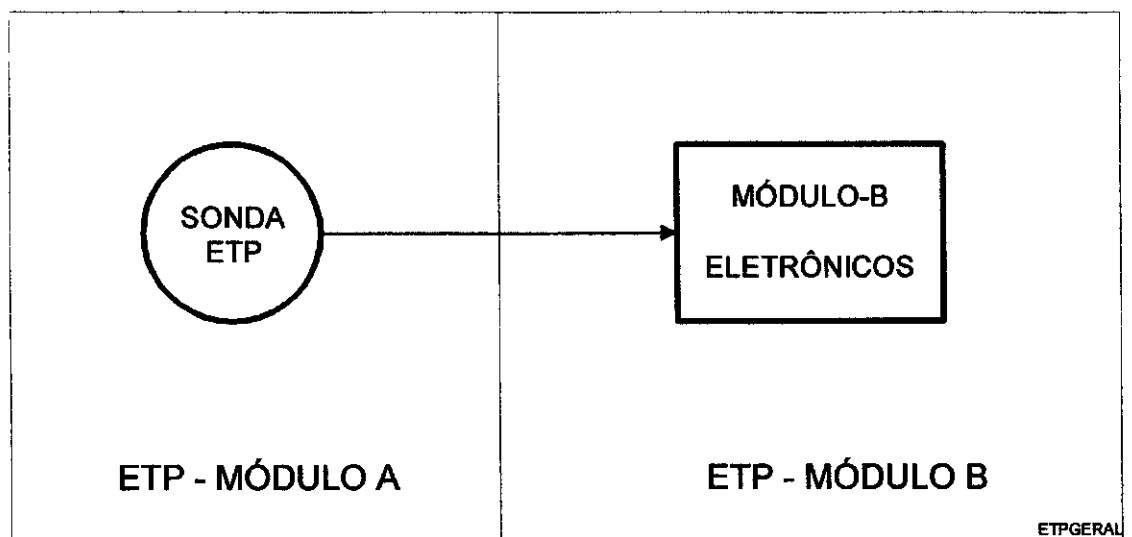 SONDA
ETP
MÓDULO-B
ELETRÔNICOS
ETP - MÓDULO A
ETP - MÓDULO B
ETPGERAL